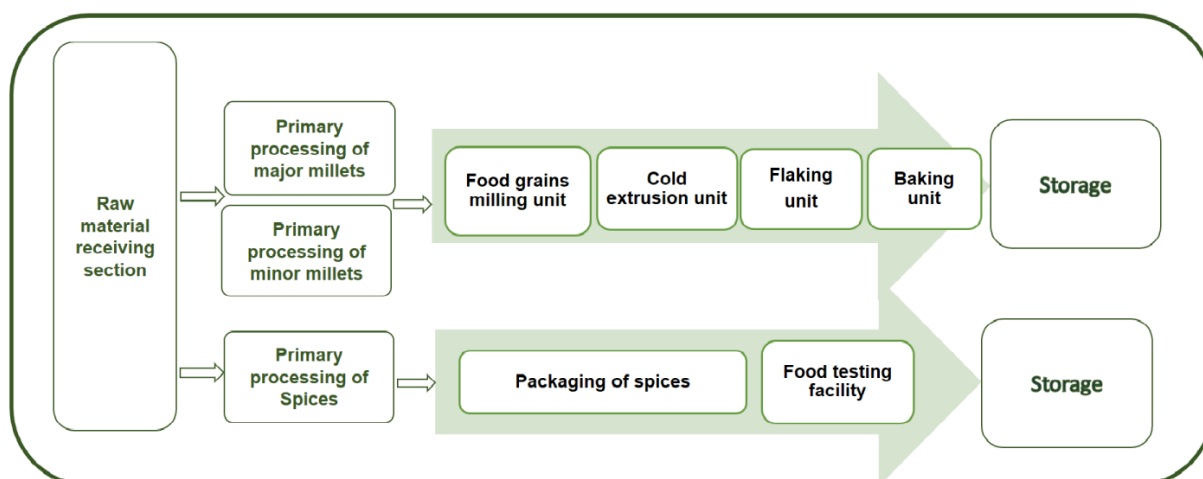 Raw
material
receiving
section
Primary
processing of
major millets
Primary
processing of
minor millets
Food grains
milling unit
Cold
extrusion unit
Flaking
unit
Baking
unit
Storage
Primary
processing of
Spices
Packaging of spices
Food testing
facility
Storage